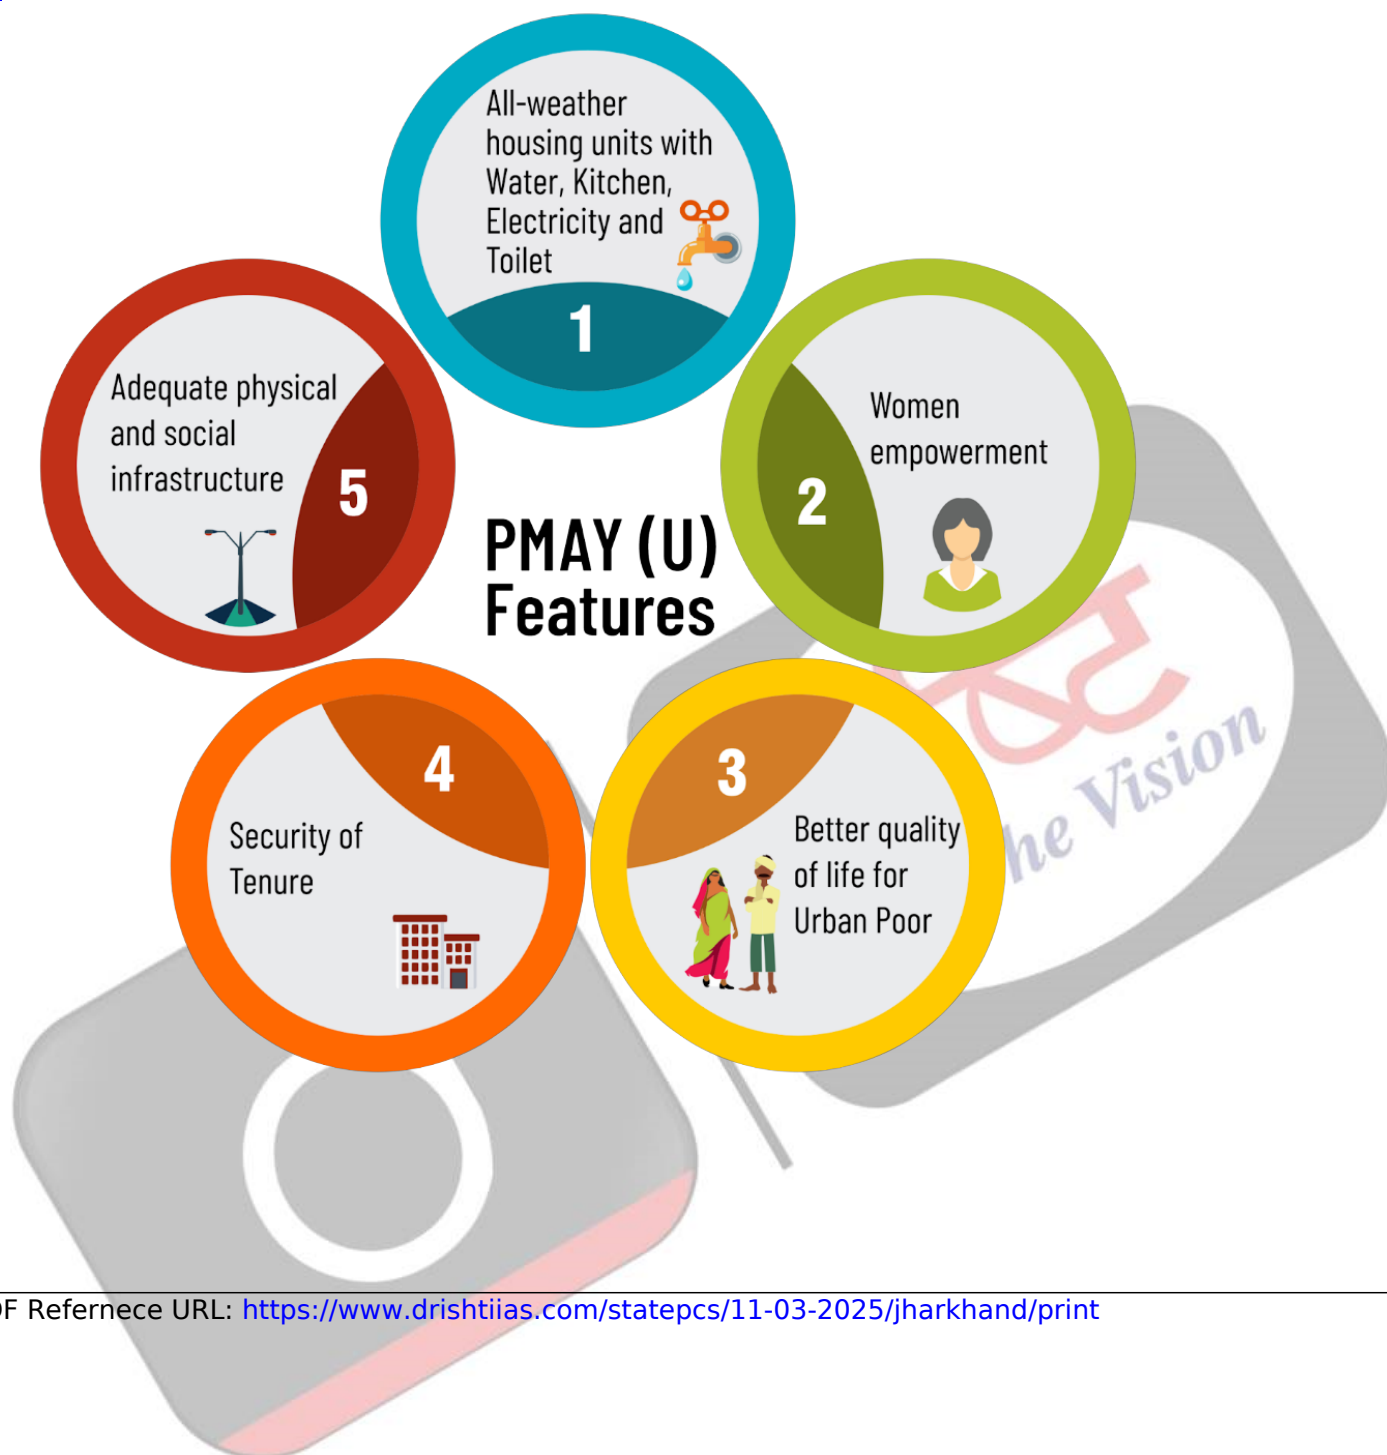 All-weather
housing units with
Water, Kitchen,
Electricity and
Toilet
1
Women
empowerment
2
3
Better quality
of life for
Urban Poor
4
Security of
Tenure
Adequate physical
and social
infrastructure
5
PMAY (U)
Features
he Vision
F Refernece URL: https://www.drishtiias.com/statepcs/11-03-2025/jharkhand/print